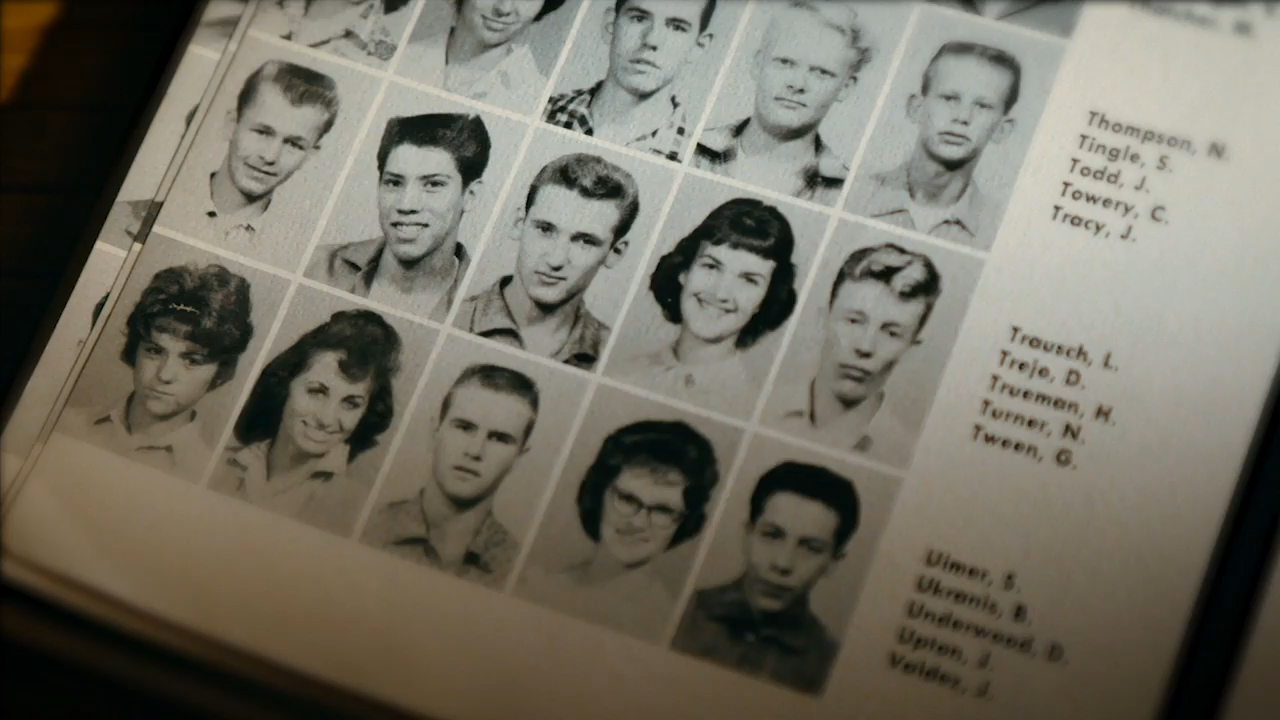 Thompson, N.
Tingle, S.
Todd, J.
Towery, C.
Tracy, J.
Trausch, L.
Trejo, D.
Trueman, H.
Turner, N.
Tween, G.
Ulmer, S.
Ukranis, B.
Underwood, D.
Upton, J.
Valdez, J.